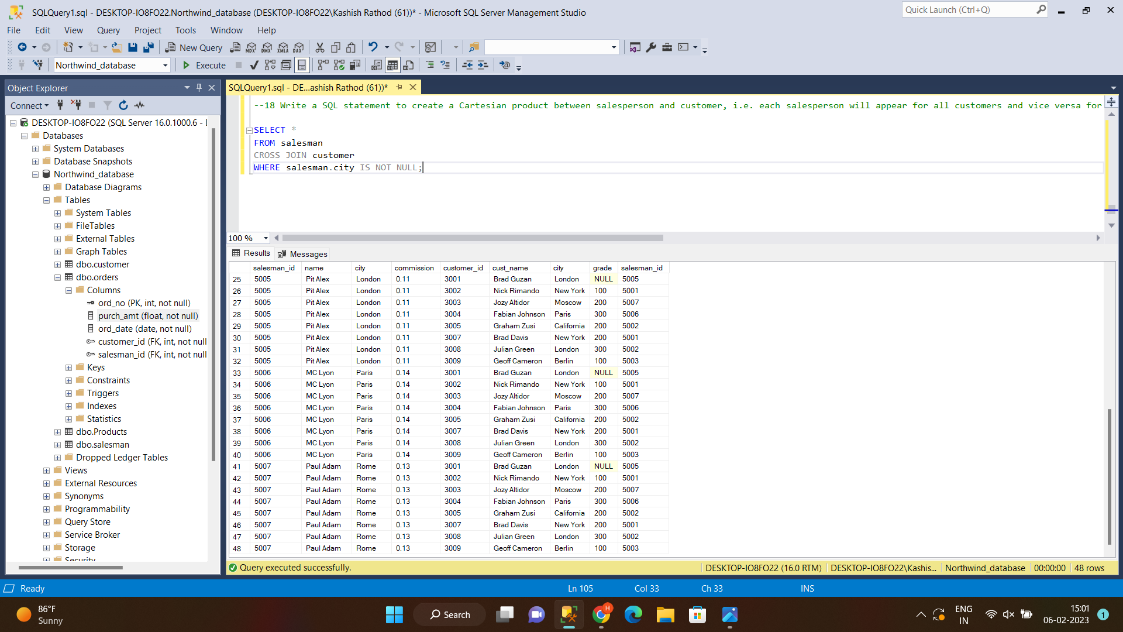 SQLQuery1.sql - DESKTOP-IO8FO22.Northwind_database (DESKTOP-IO8FO22\Kashish Rathod (61))* - Microsoft SQL Server Management Studio
Quick Launch (Ctrl+Q)
File Edit View Query Project Tools Window Help
New Query
Northwind_database Execute
Object Explorer
Connect
DESKTOP-IO8FO22 (SQL Server 16.0.1000.6 - I
Databases
System Databases
Database Snapshots
Northwind_database
Database Diagrams
Tables
System Tables
FileTables
External Tables
Graph Tables
dbo.customer
dbo.orders
Columns
ord_no (PK, int, not null)
purch_amt (float, not null)
ord_date (date, not null)
customer_id (FK, int, not null
salesman_id (FK, int, not null
Keys
Constraints
Triggers
Indexes
Statistics
dbo.Products
dbo.salesman
Dropped Ledger Tables
Views
External Resources
Synonyms
Programmability
Query Store
Service Broker
Storage
Security
SQLQuery1.sql - DE...ashish Rathod (61))*
--18 Write a SQL statement to create a Cartesian product between salesperson and customer, i.e. each salesperson will appear for all customers and vice versa for
SELECT *
FROM salesman
CROSS JOIN customer
WHERE salesman.city IS NOT NULL;
100 %
Results Messages
salesman_id name city commission customer_id cust_name city grade salesman_id
25 5005 Pit Alex London 0.11 3001 Brad Guzan London NULL 5005
26 5005 Pit Alex London 0.11 3002 Nick Rimando New York 100 5001
27 5005 Pit Alex London 0.11 3003 Jozy Altidor Moscow 200 5007
28 5005 Pit Alex London 0.11 3004 Fabian Johnson Paris 300 5006
29 5005 Pit Alex London 0.11 3005 Graham Zusi California 200 5002
30 5005 Pit Alex London 0.11 3007 Brad Davis New York 200 5001
31 5005 Pit Alex London 0.11 3008 Julian Green London 300 5002
32 5005 Pit Alex London 0.11 3009 Geoff Cameron Berlin 100 5003
33 5006 MC Lyon Paris 0.14 3001 Brad Guzan London NULL 5005
34 5006 MC Lyon Paris 0.14 3002 Nick Rimando New York 100 5001
35 5006 MC Lyon Paris 0.14 3003 Jozy Altidor Moscow 200 5007
36 5006 MC Lyon Paris 0.14 3004 Fabian Johnson Paris 300 5006
37 5006 MC Lyon Paris 0.14 3005 Graham Zusi California 200 5002
38 5006 MC Lyon Paris 0.14 3007 Brad Davis New York 200 5001
39 5006 MC Lyon Paris 0.14 3008 Julian Green London 300 5002
40 5006 MC Lyon Paris 0.14 3009 Geoff Cameron Berlin 100 5003
41 5007 Paul Adam Rome 0.13 3001 Brad Guzan London NULL 5005
42 5007 Paul Adam Rome 0.13 3002 Nick Rimando New York 100 5001
43 5007 Paul Adam Rome 0.13 3003 Jozy Altidor Moscow 200 5007
44 5007 Paul Adam Rome 0.13 3004 Fabian Johnson Paris 300 5006
45 5007 Paul Adam Rome 0.13 3005 Graham Zusi California 200 5002
46 5007 Paul Adam Rome 0.13 3007 Brad Davis New York 200 5001
47 5007 Paul Adam Rome 0.13 3008 Julian Green London 300 5002
48 5007 Paul Adam Rome 0.13 3009 Geoff Cameron Berlin 100 5003
Query executed successfully. DESKTOP-IO8FO22 (16.0 RTM) DESKTOP-IO8FO22\Kashis... Northwind_database 00:00:00 48 rows
Ready Ln 105 Col 33 Ch 33 INS
86°F
Sunny
Search
ENG
IN
15:01
06-02-2023
1